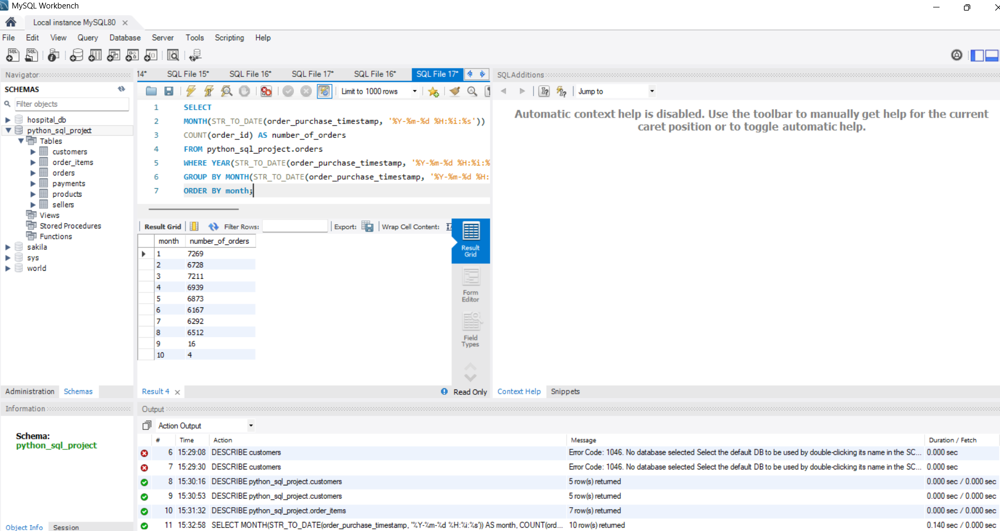 MySQL Workbench
Local instance MySQL80
File Edit View Query Database Server Tools Scripting Help
Navigator
SCHEMAS
Filter objects
hospital_db
python_sql_project
Tables
customers
order_items
orders
payments
products
sellers
Views
Stored Procedures
Functions
sakila
sys
world
Administration Schemas
Information
Schema:
python_sql_project
Object Info Session
14* SQL File 15* SQL File 16* SQL File 17* SQL File 16* SQL File 17*
Limit to 1000 rows
1 SELECT
2 MONTH(STR_TO_DATE(order_purchase_timestamp, '%Y-%m-%d %H:%i:%s'))
3 COUNT(order_id) AS number_of_orders
4 FROM python_sql_project.orders
5 WHERE YEAR(STR_TO_DATE(order_purchase_timestamp, '%Y-%m-%d %H:%i:%
6 GROUP BY MONTH(STR_TO_DATE(order_purchase_timestamp, '%Y-%m-%d %H:
7 ORDER BY month;
Result Grid Filter Rows: Export: Wrap Cell Content:
month number_of_orders
1 7269
2 6728
3 7211
4 6939
5 6873
6 6167
7 6292
8 6512
9 16
10 4
Result
Grid
Form
Editor
Field
Types
Result 4 Read Only
SQLAdditions
Jump to
Automatic context help is disabled. Use the toolbar to manually get help for the current
caret position or to toggle automatic help.
Context Help Snippets
Output
Action Output
# Time Action Message Duration / Fetch
6 15:29:08 DESCRIBE customers Error Code: 1046. No database selected Select the default DB to be used by double-clicking its name in the SC... 0.000 sec
7 15:29:30 DESCRIBE customers Error Code: 1046. No database selected Select the default DB to be used by double-clicking its name in the SC... 0.000 sec
8 15:30:16 DESCRIBE python_sql_project.customers 5 row(s) returned 0.000 sec / 0.000 sec
9 15:30:53 DESCRIBE python_sql_project.customers 5 row(s) returned 0.000 sec / 0.000 sec
10 15:31:32 DESCRIBE python_sql_project.order_items 7 row(s) returned 0.000 sec / 0.000 sec
11 15:32:58 SELECT MONTH(STR_TO_DATE(order_purchase_timestamp, '%Y-%m-%d %H:%i:%s')) AS month, COUNT(ord... 10 row(s) returned 0.140 sec / 0.000 sec